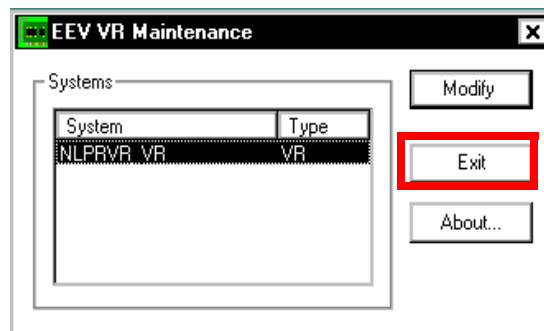 EEV VR Maintenance
Systems
Modify
System Type
NLPRVR VR VR
Exit
About...